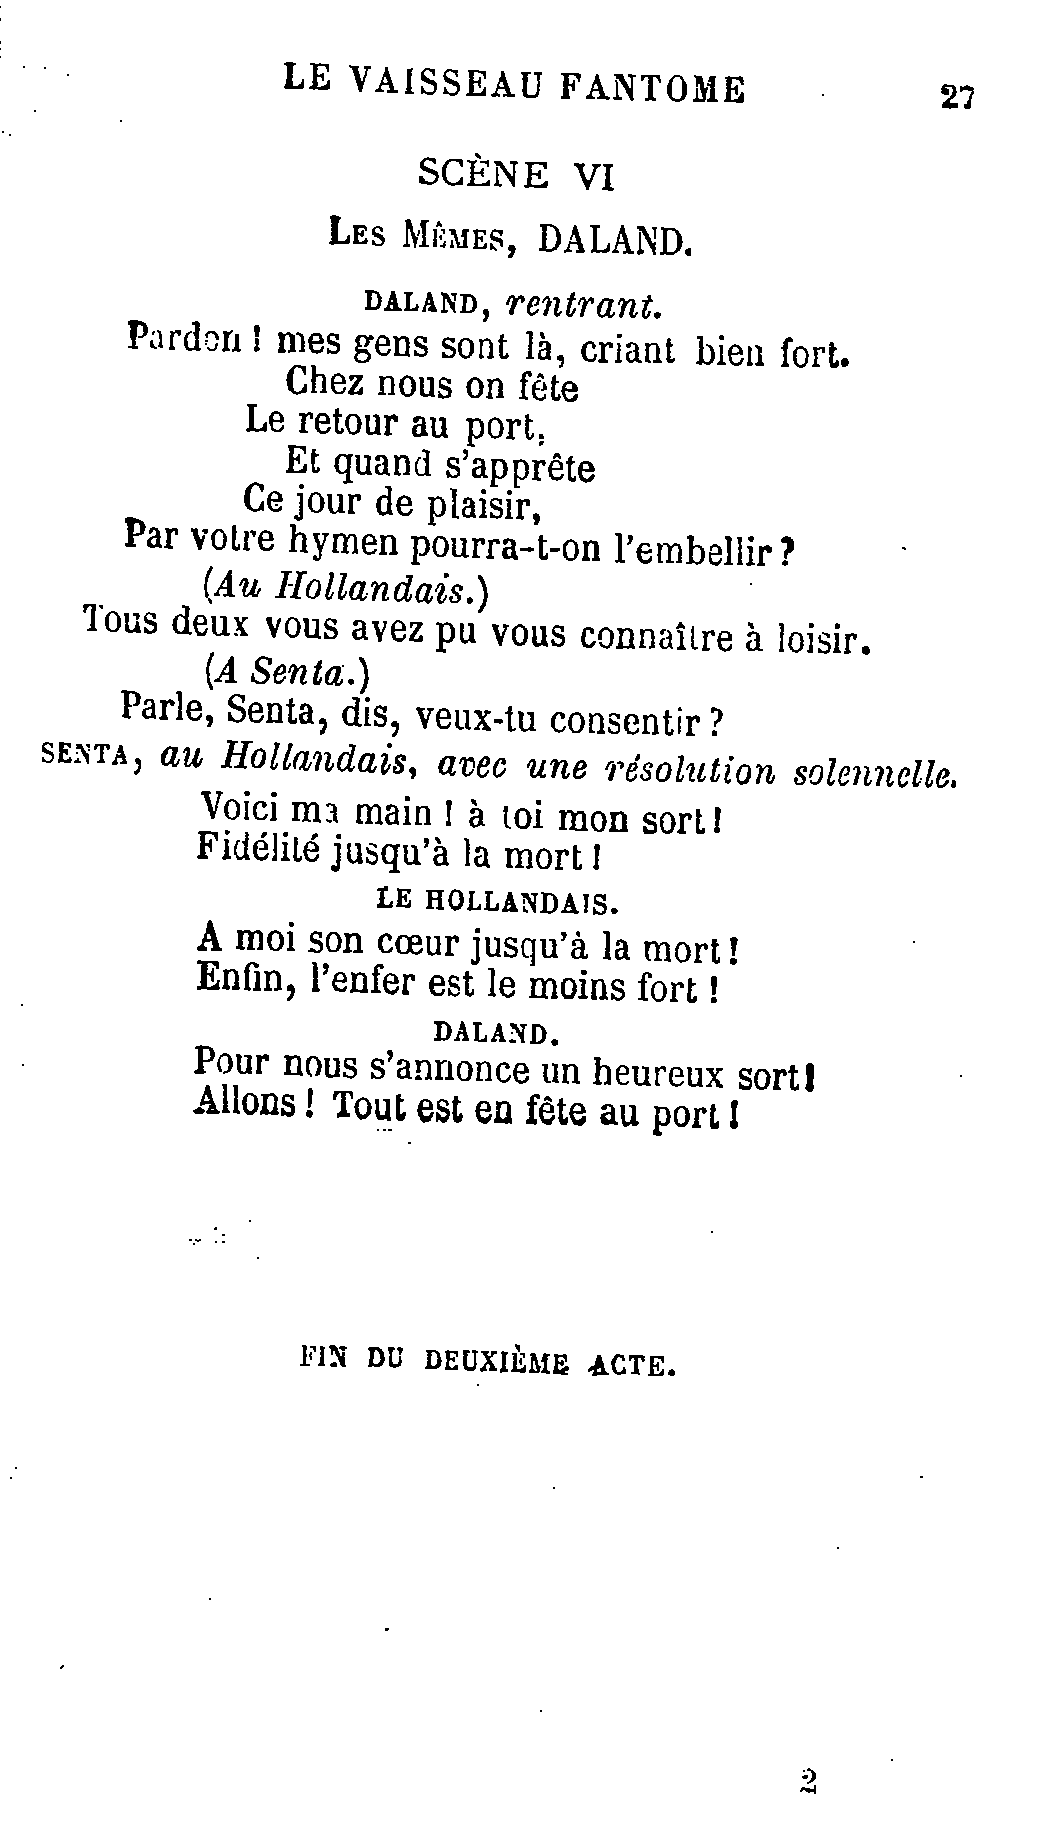 LE VAISSEAU FANTOME 27
SCÈNE VI
LES MÊMES, DALAND.
DALAND, rentrant.
Pardon ! mes gens sont là, criant bien fort.
Chez nous on fête
Le retour au port.
Et quand s'apprête
Ce jour de plaisir,
Par votre hymen pourra-t-on l'embellir ?
(Au Hollandais.)
Tous deux vous avez pu vous connaître à loisir.
(A Senta.)
Parle, Senta, dis, veux-tu consentir ?
SENTA, au Hollandais, avec une résolution solennelle.
Voici ma main ! à toi mon sort !
Fidélité jusqu'à la mort !
LE HOLLANDAIS.
A moi son cœur jusqu'à la mort !
Enfin, l'enfer est le moins fort !
DALAND.
Pour nous s'annonce un heureux sort !
Allons ! Tout est en fête au port !
FIN DU DEUXIÈME ACTE.
2